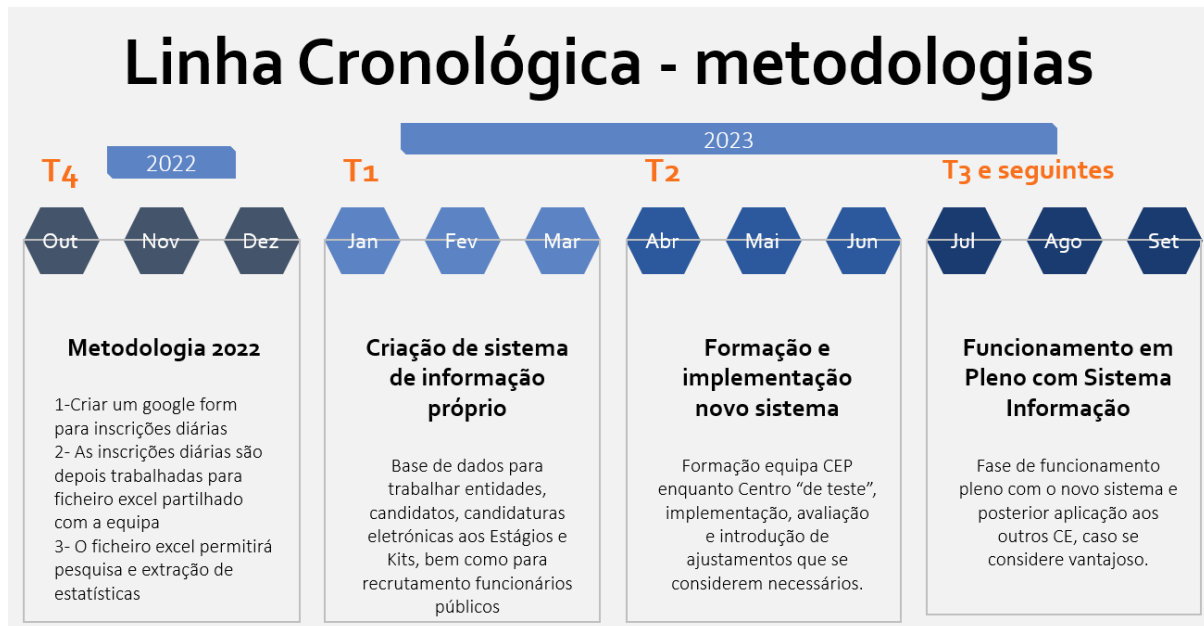 Linha Cronológica - metodologias
2022
2023
T4
T1
T2
T3 e seguintes
Out
Nov
Dez
Jan
Fev
Mar
Abr
Mai
Jun
Jul
Ago
Set
Metodologia 2022
1-Criar um google form
para inscrições diárias
2- As inscrições diárias são
depois trabalhadas para
ficheiro excel partilhado
com a equipa
3- O ficheiro excel permitirá
pesquisa e extração de
estatísticas
Criação de sistema
de informação
próprio
Base de dados para
trabalhar entidades,
candidatos, candidaturas
eletrónicas aos Estágios e
Kits, bem como para
recrutamento funcionários
públicos
Formação e
implementação
novo sistema
Formação equipa CEP
enquanto Centro “de teste”,
implementação, avaliação
e introdução de
ajustamentos que se
considerem necessários.
Funcionamento em
Pleno com Sistema
Informação
Fase de funcionamento
pleno com o novo sistema e
posterior aplicação aos
outros CE, caso se
considere vantajoso.